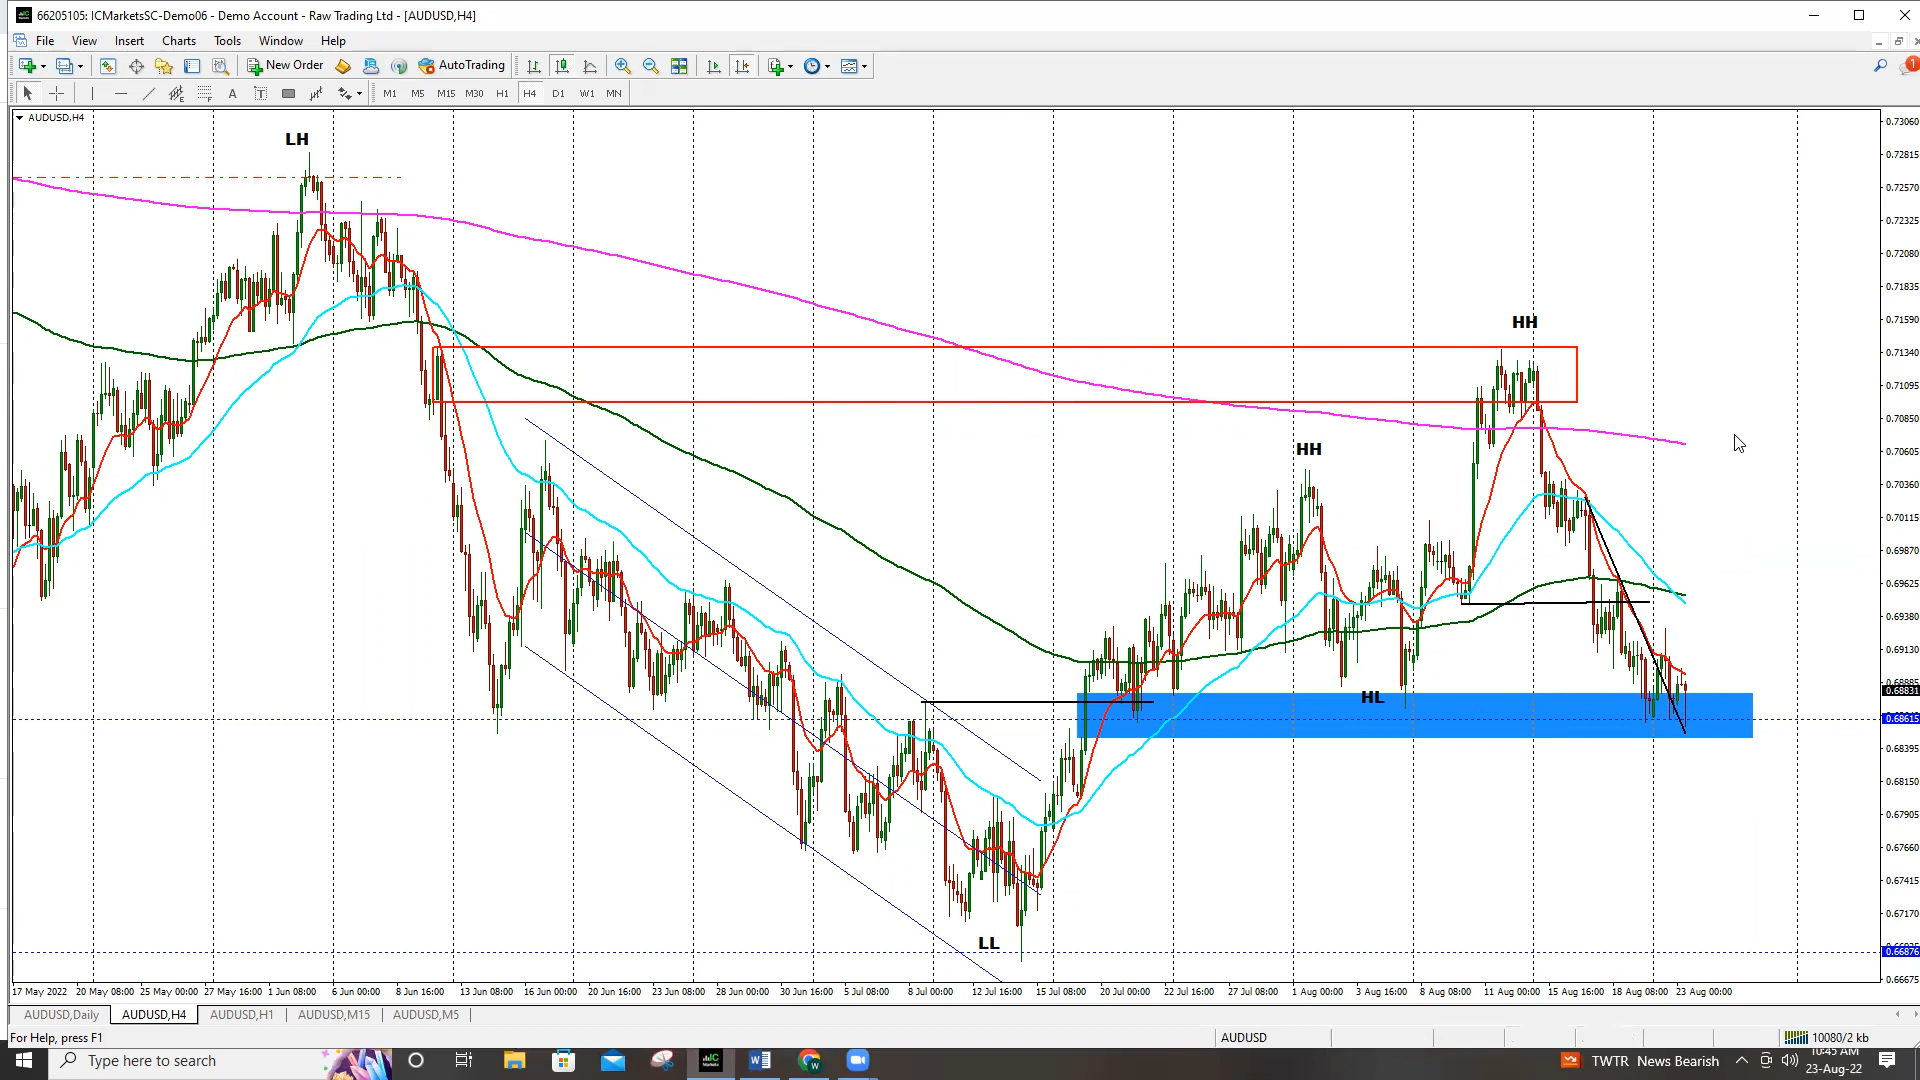 66205105: ICMarketsSC-Demo06 - Demo Account - Raw Trading Ltd - [AUDUSD,H4]
File View Insert Charts Tools Window Help
New Order AutoTrading 1
A T M1 M5 M15 M30 H1 H4 D1 W1 MN
AUDUSD,H4
0.73060
LH
0.72815
0.72570
0.72325
0.72080
0.71835
0.71590
HH
0.71340
0.71095
0.70850
HH
0.70605
0.70360
0.70115
0.69870
0.69625
0.69380
0.69130
0.68885
0.68831
HL
0.68615
0.68395
0.68150
0.67905
0.67660
0.67415
0.67170
LL
0.66876
0.66675
17 May 2022 20 May 08:00 25 May 00:00 27 May 16:00 1 Jun 08:00 6 Jun 00:00 8 Jun 16:00 13 Jun 08:00 16 Jun 00:00 20 Jun 16:00 23 Jun 08:00 28 Jun 00:00 30 Jun 16:00 5 Jul 08:00 8 Jul 00:00 12 Jul 16:00 15 Jul 08:00 20 Jul 00:00 22 Jul 16:00 27 Jul 08:00 1 Aug 00:00 3 Aug 16:00 8 Aug 08:00 11 Aug 00:00 15 Aug 16:00 18 Aug 08:00 23 Aug 00:00
AUDUSD,Daily AUDUSD,H4 AUDUSD,H1 AUDUSD,M15 AUDUSD,M5
For Help, press F1 AUDUSD 10080/2 kb
Type here to search TWTR News Bearish 10:45 AM
23-Aug-22